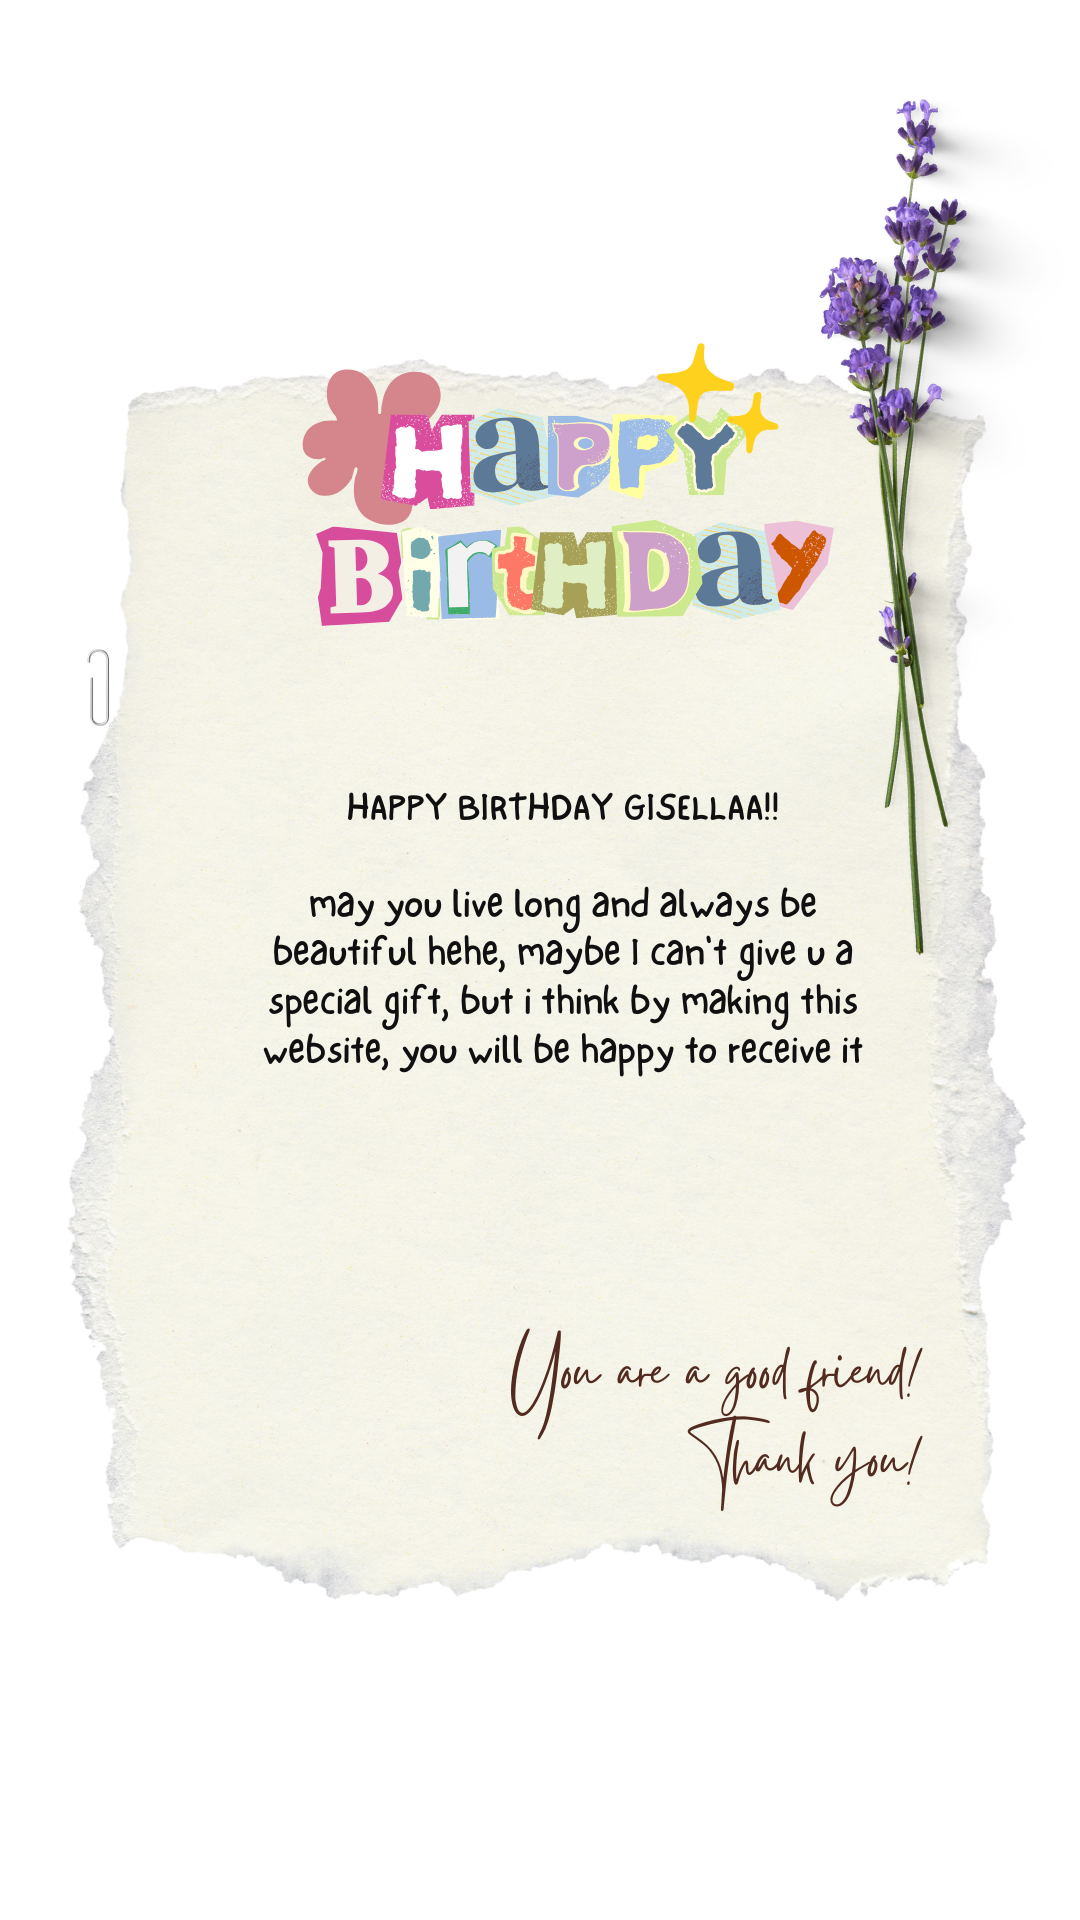 Happy
BirtHDay
HAPPY BIRTHDAY GISELLAA!!
may you live long and always be
beautiful hehe, maybe I can't give u a
special gift, but i think by making this
website, you will be happy to receive it
You are a good friend!
Thank you!